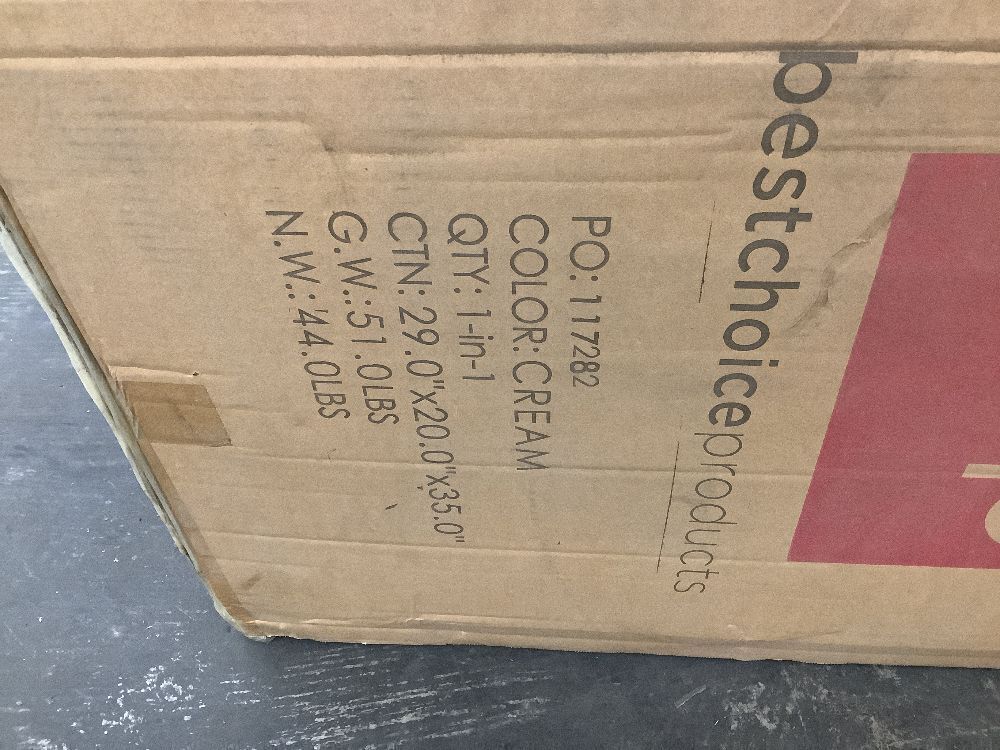 bestchoiceproducts
PO:117282
COLOR:CREAM
QTY: 1-in-1
CTN: 29.0"x20.0"x35.0"
G.W.:51.0LBS
N.W.:44.0LBS